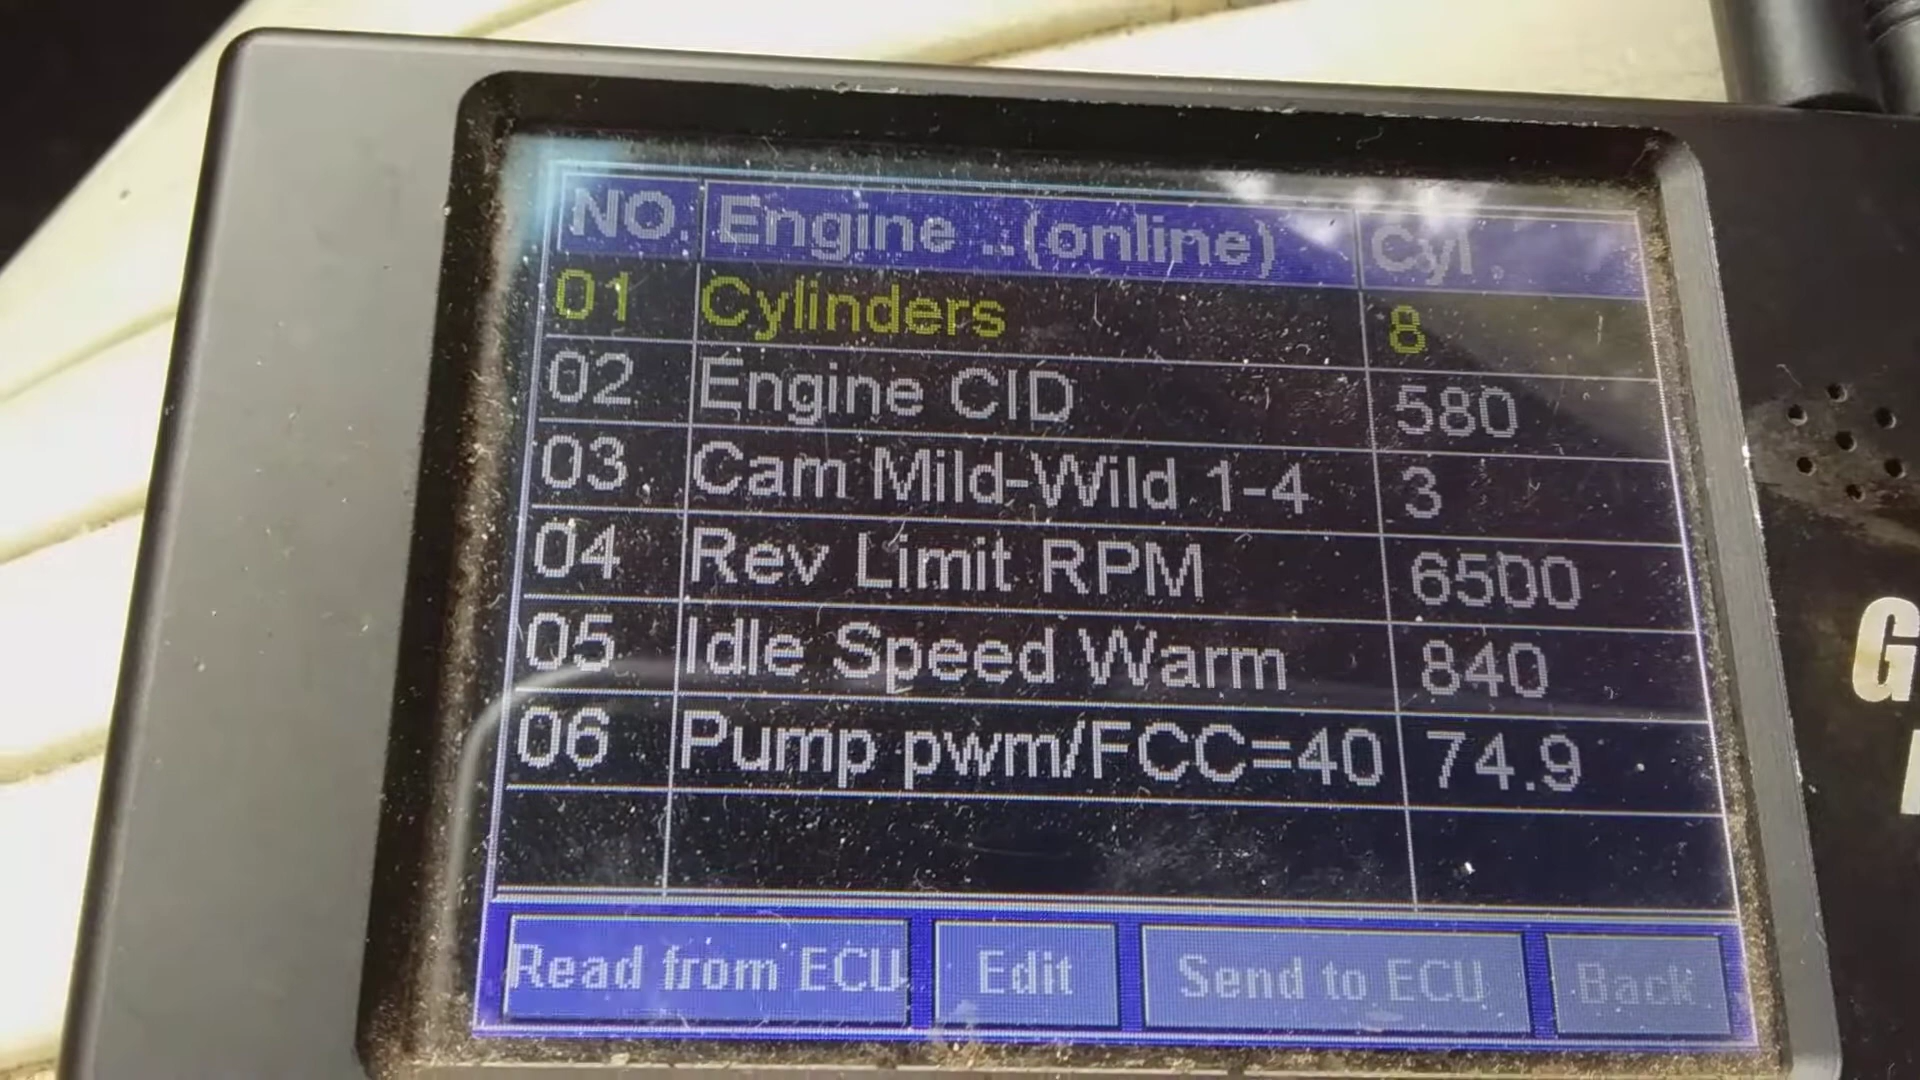 NO. Engine ..(online) Cyl
01 Cylinders 8
02 Engine CID 580
03 Cam Mild-Wild 1-4 3
04 Rev Limit RPM 6500
05 Idle Speed Warm 840
06 Pump pwm/FCC=40 74.9
Read from ECU Edit Send to ECU Back
G